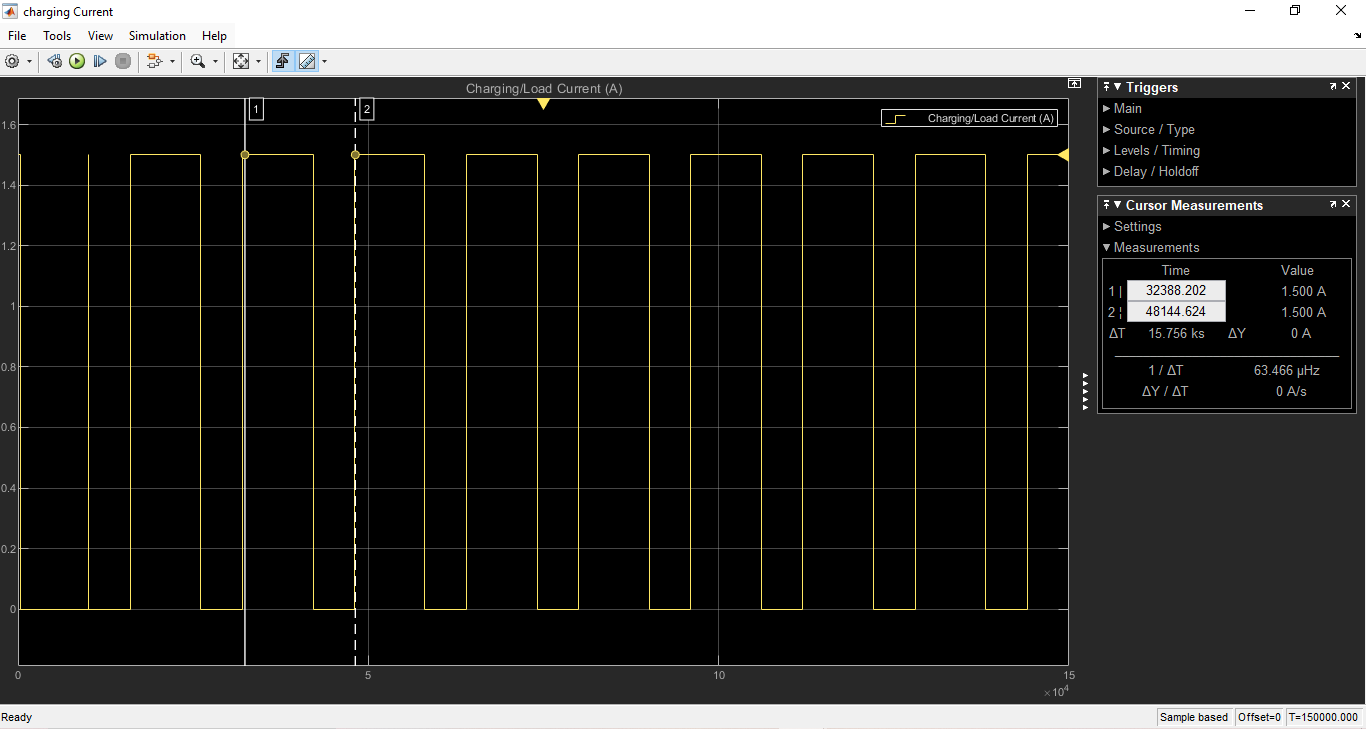 charging Current
File Tools View Simulation Help
Charging/Load Current (A)
1
2
Charging/Load Current (A)
1.6
1.4
1.2
1
0.8
0.6
0.4
0.2
0
0 5 10 15
×10^4
Triggers
Main
Source / Type
Levels / Timing
Delay / Holdoff
Cursor Measurements
Settings
Measurements
Time Value
1 | 32388.202 1.500 A
2 ¦ 48144.624 1.500 A
ΔT 15.756 ks ΔY 0 A
1 / ΔT 63.466 µHz
ΔY / ΔT 0 A/s
Ready Sample based Offset=0 T=150000.000